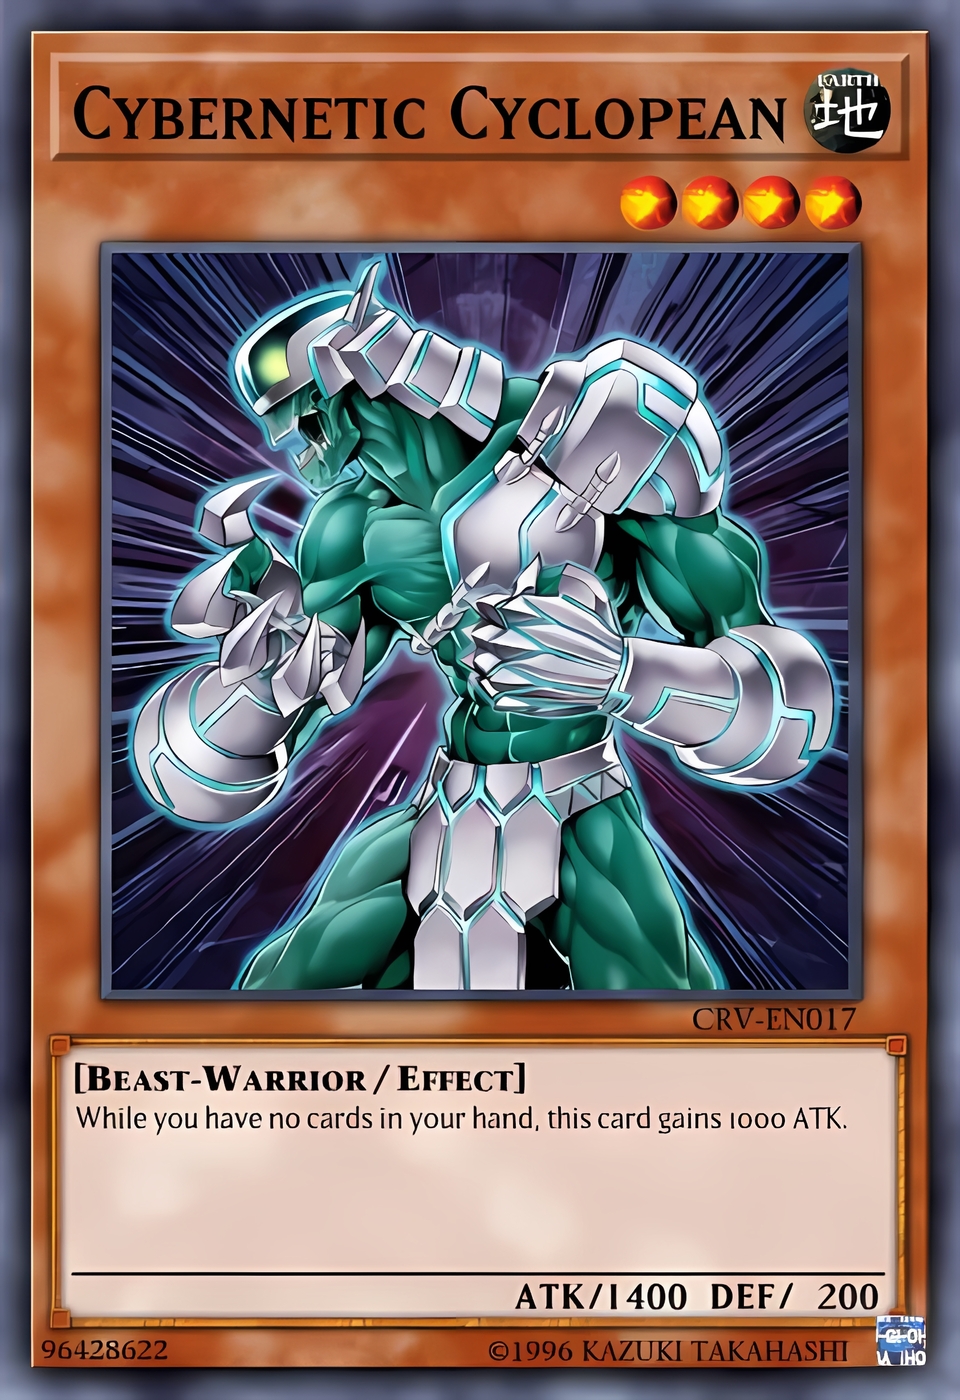 CYBERNETIC CYCLOPEAN
EARTH
地
CRV-EN017
[BEAST-WARRIOR / EFFECT]
While you have no cards in your hand, this card gains 1000 ATK.
ATK/1400 DEF/ 200
96428622
©1996 KAZUKI TAKAHASHI